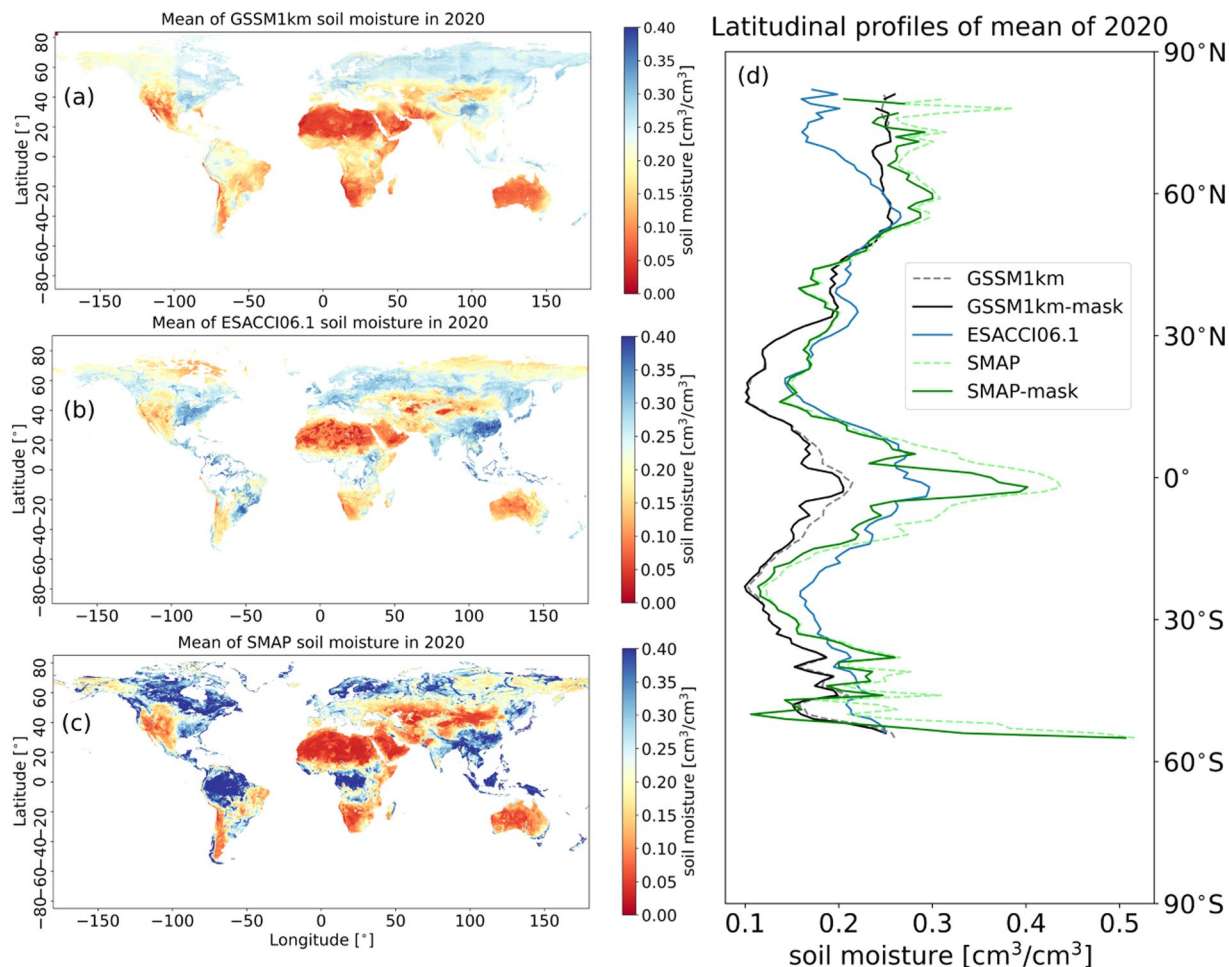 Mean of GSSM1km soil moisture in 2020
(a)
80
60
40
20
0
−20
−40
−60
−80
Latitude [°]
−150 −100 −50 0 50 100 150
0.40
0.35
0.30
0.25
0.20
0.15
0.10
0.05
0.00
soil moisture [cm³/cm³]
Mean of ESACCI06.1 soil moisture in 2020
(b)
80
60
40
20
0
−20
−40
−60
−80
Latitude [°]
−150 −100 −50 0 50 100 150
0.40
0.35
0.30
0.25
0.20
0.15
0.10
0.05
0.00
soil moisture [cm³/cm³]
Mean of SMAP soil moisture in 2020
(c)
80
60
40
20
0
−20
−40
−60
−80
Latitude [°]
−150 −100 −50 0 50 100 150
Longitude [°]
0.40
0.35
0.30
0.25
0.20
0.15
0.10
0.05
0.00
soil moisture [cm³/cm³]
Latitudinal profiles of mean of 2020
(d)
90°N
60°N
30°N
0°
30°S
60°S
90°S
GSSM1km
GSSM1km-mask
ESACCI06.1
SMAP
SMAP-mask
0.1 0.2 0.3 0.4 0.5
soil moisture [cm³/cm³]